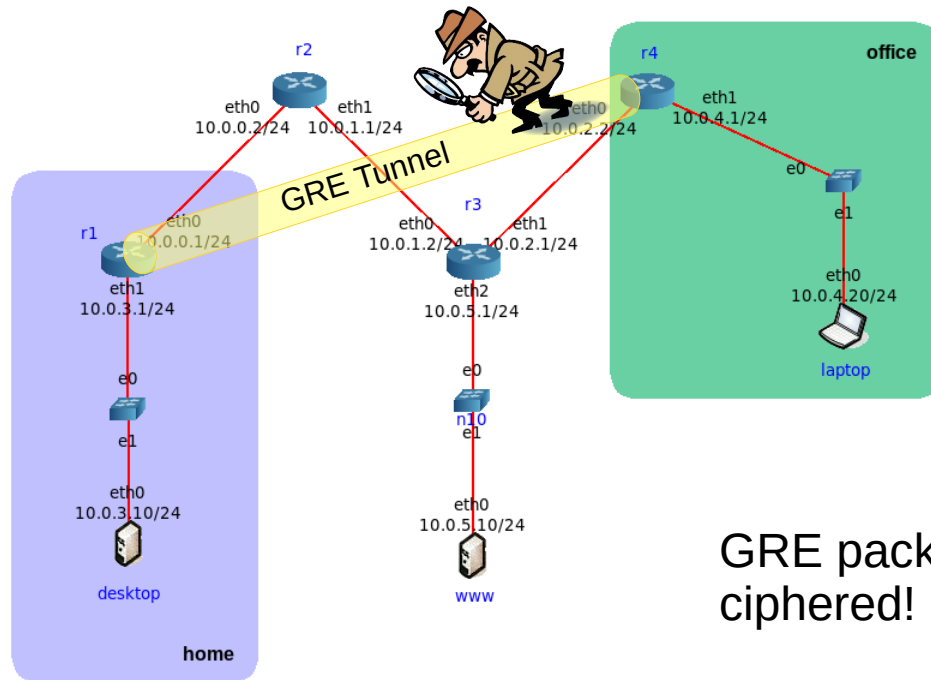 r2
eth0
10.0.0.2/24
eth1
10.0.1.1/24
r4
office
eth0
10.0.2.2/24
eth1
10.0.4.1/24
GRE Tunnel
e0
e1
r1
eth0
10.0.0.1/24
r3
eth0
10.0.1.2/24
eth1
10.0.2.1/24
eth1
10.0.3.1/24
eth2
10.0.5.1/24
eth0
10.0.4.20/24
laptop
e0
e1
e0
n10
e1
eth0
10.0.3.10/24
desktop
eth0
10.0.5.10/24
www
GRE pack
ciphered!
home